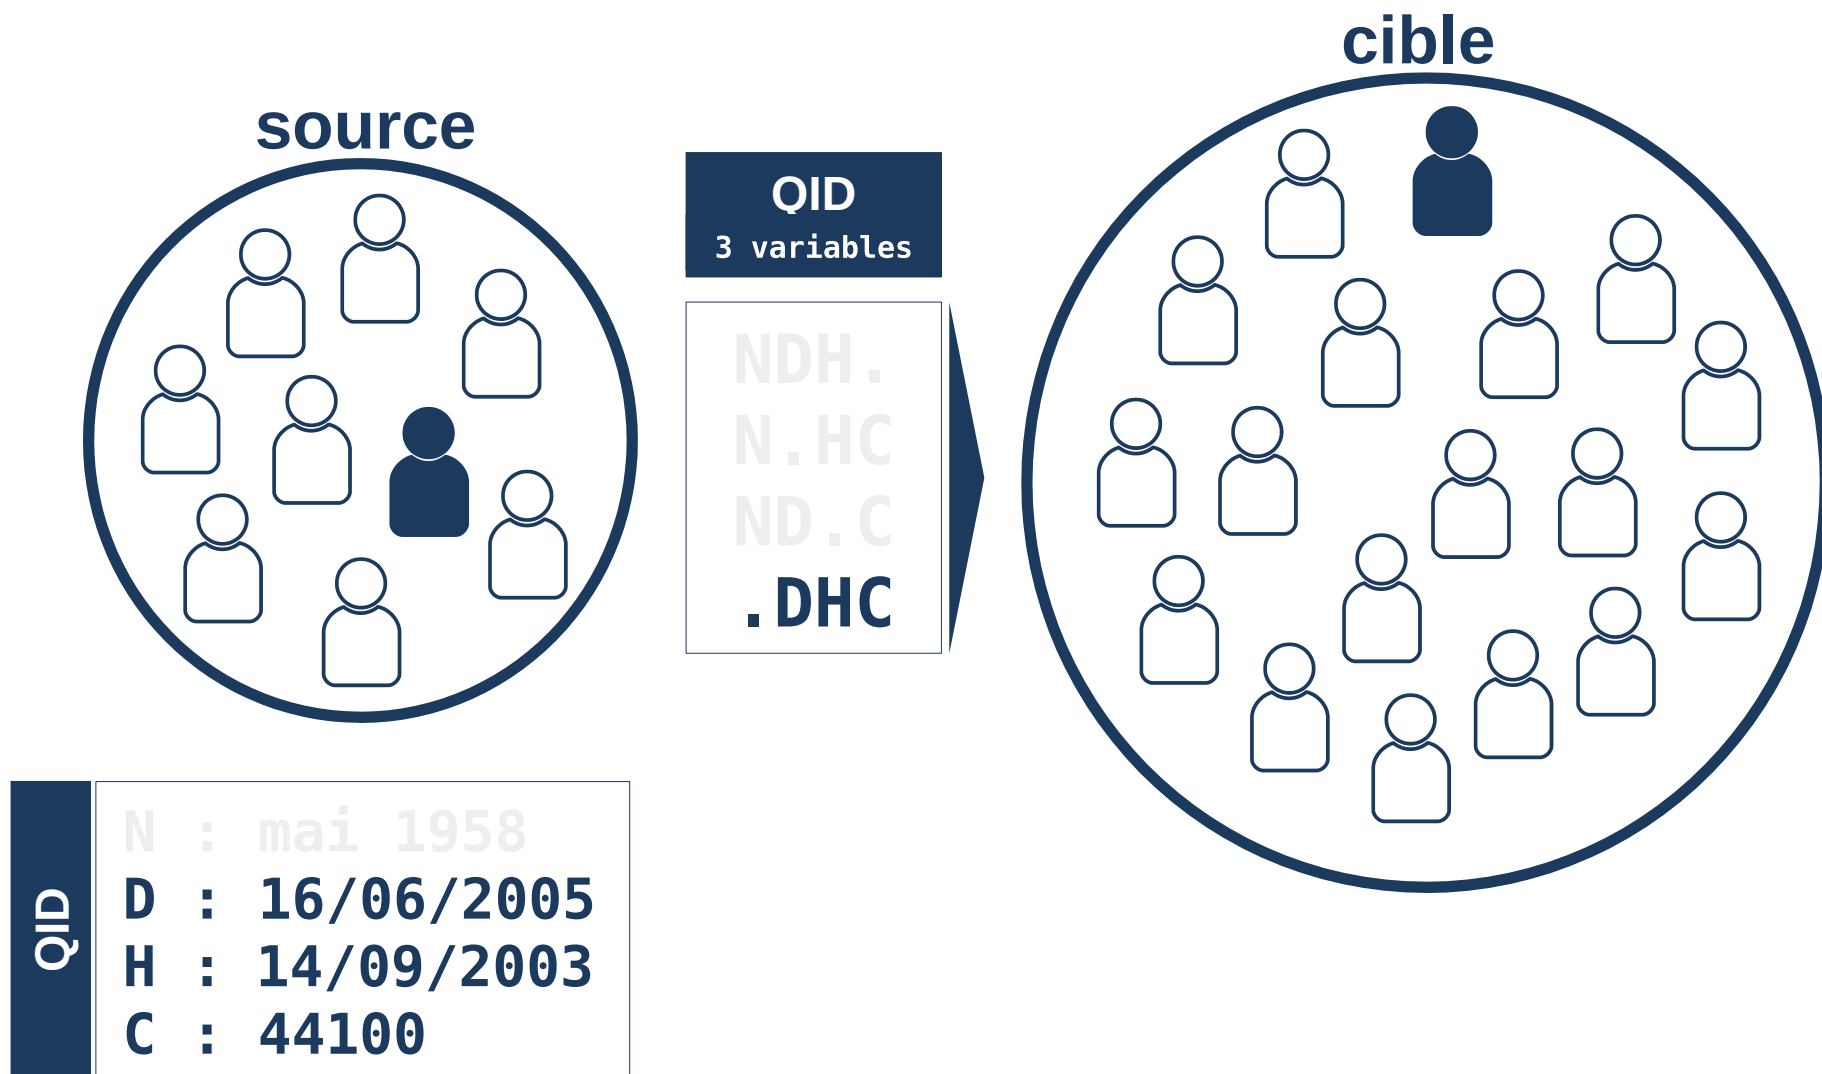 cible
source
QID
3 variables
NDH.
N.HC
ND.C
.DHC
QID
N : mai 1958
D : 16/06/2005
H : 14/09/2003
C : 44100